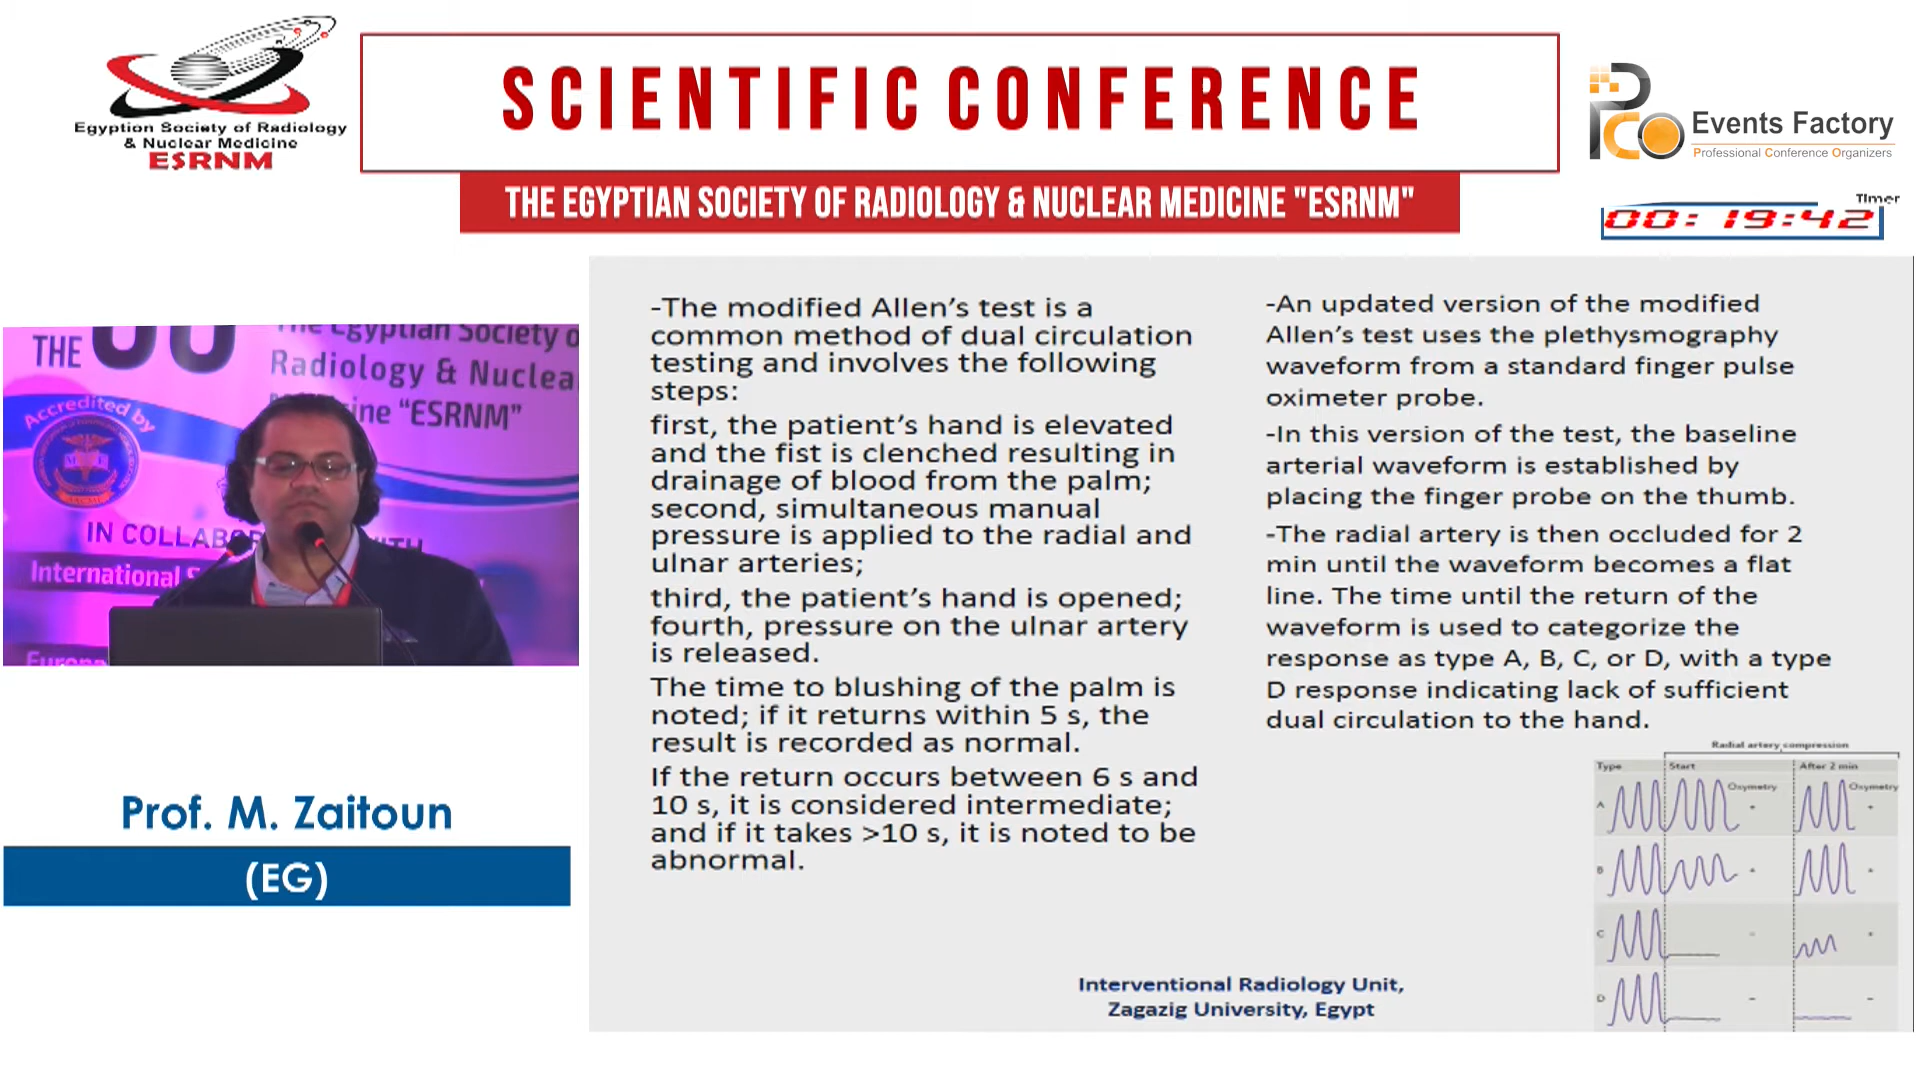 Egyptian Society of Radiology
& Nuclear Medicine
ESRNM
SCIENTIFIC CONFERENCE
THE EGYPTIAN SOCIETY OF RADIOLOGY & NUCLEAR MEDICINE "ESRNM"
PCO
Events Factory
Professional Conference Organizers
Timer
00: 19:42
THE
The Egyptian Society o
Radiology & Nuclea
ine “ESRNM”
Accredited by
IN COLLABOR
International S
Europe
Prof. M. Zaitoun
(EG)
-The modified Allen’s test is a
common method of dual circulation
testing and involves the following
steps:
first, the patient’s hand is elevated
and the fist is clenched resulting in
drainage of blood from the palm;
second, simultaneous manual
pressure is applied to the radial and
ulnar arteries;
third, the patient’s hand is opened;
fourth, pressure on the ulnar artery
is released.
The time to blushing of the palm is
noted; if it returns within 5 s, the
result is recorded as normal.
If the return occurs between 6 s and
10 s, it is considered intermediate;
and if it takes >10 s, it is noted to be
abnormal.
-An updated version of the modified
Allen’s test uses the plethysmography
waveform from a standard finger pulse
oximeter probe.
-In this version of the test, the baseline
arterial waveform is established by
placing the finger probe on the thumb.
-The radial artery is then occluded for 2
min until the waveform becomes a flat
line. The time until the return of the
waveform is used to categorize the
response as type A, B, C, or D, with a type
D response indicating lack of sufficient
dual circulation to the hand.
Radial artery compression
Type Start After 2 min
Oxymetry Oxymetry
A + +
B + +
C - +
D - -
Interventional Radiology Unit,
Zagazig University, Egypt